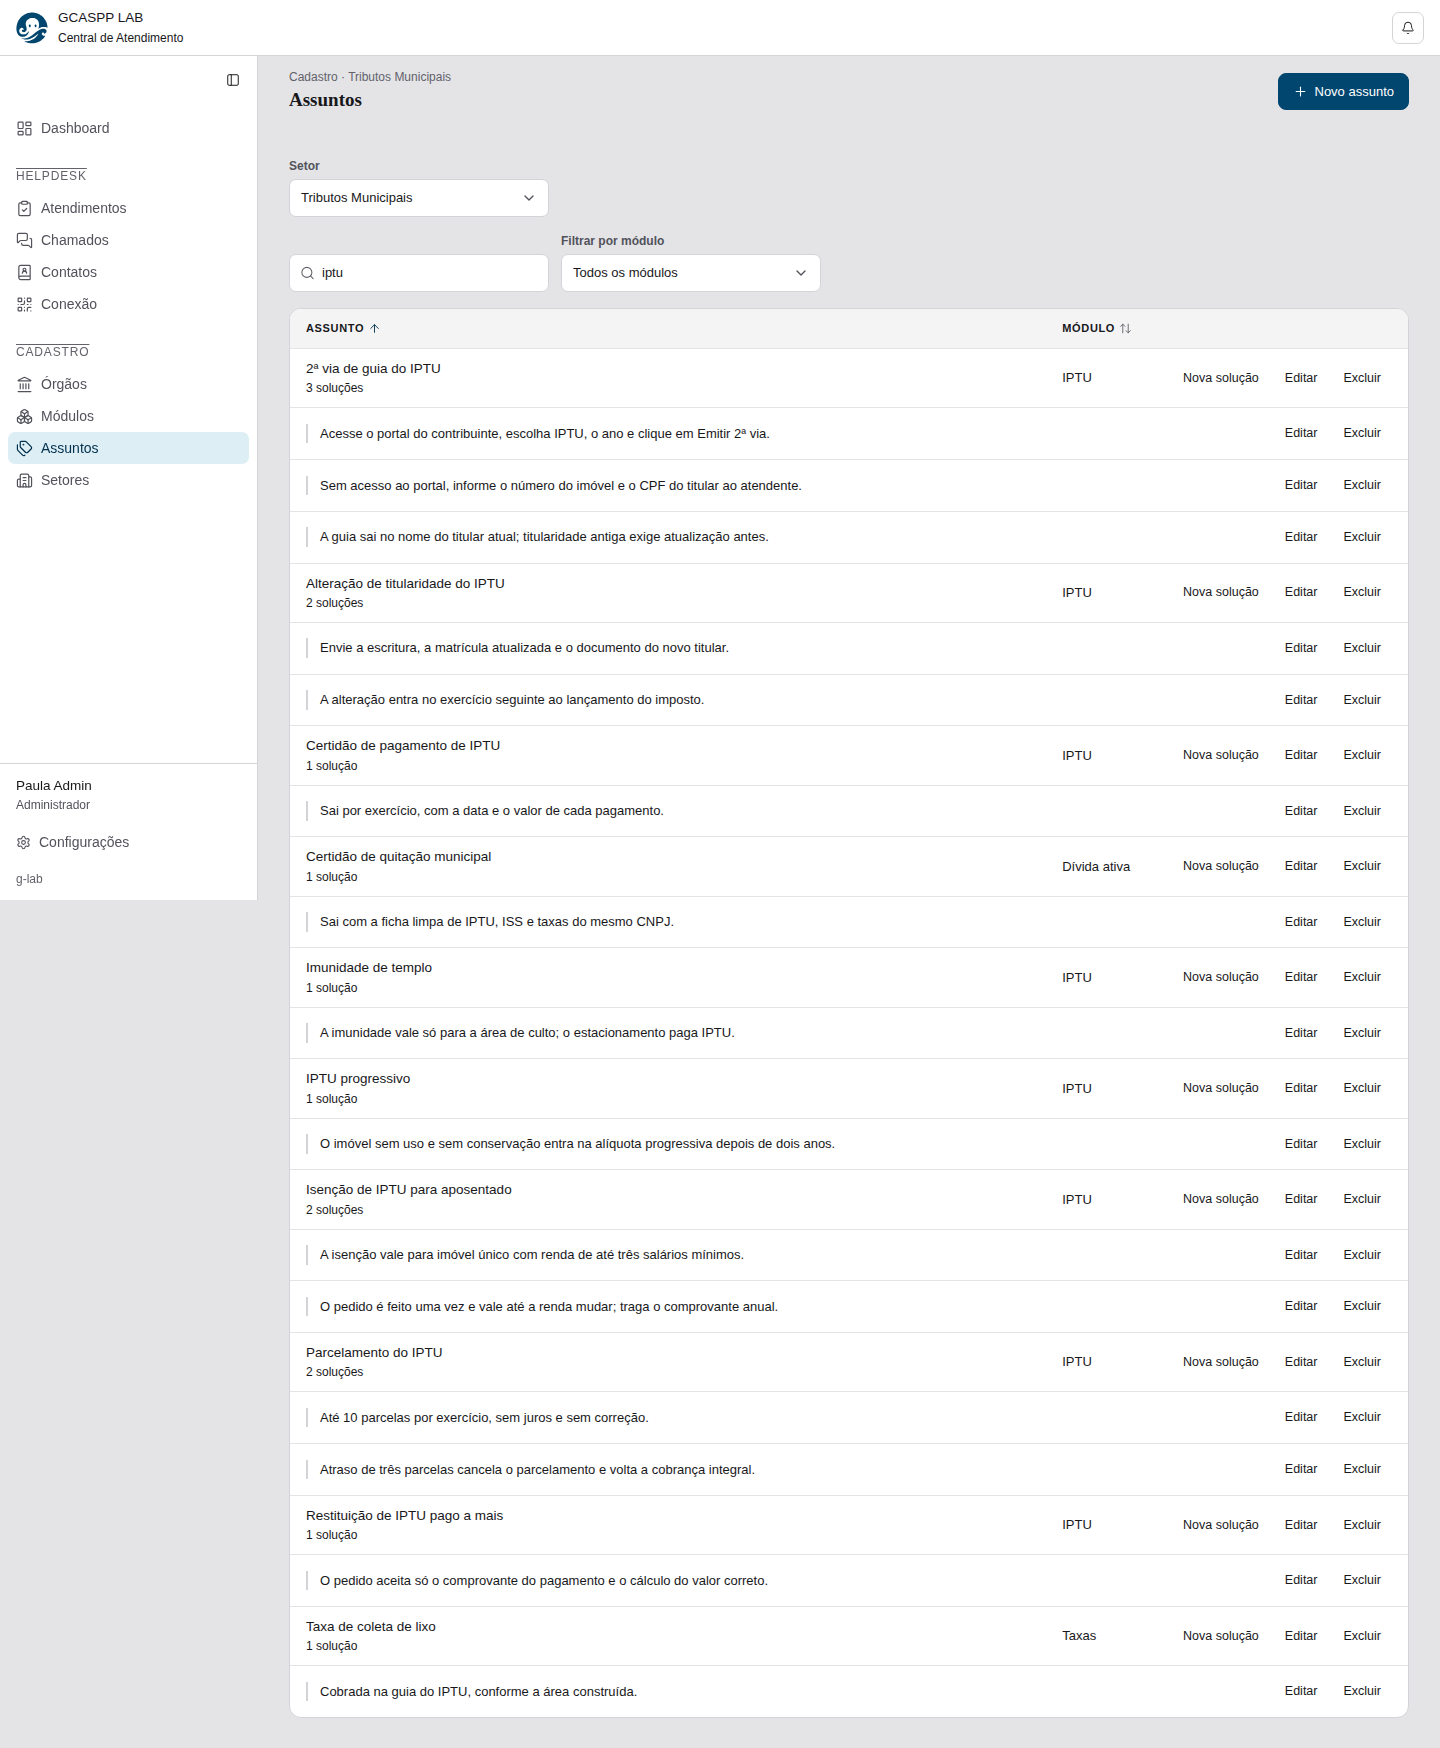 GCASPP LAB
Central de Atendimento
Dashboard
HELPDESK
Atendimentos
Chamados
Contatos
Conexão
CADASTRO
Órgãos
Módulos
Assuntos
Setores
Paula Admin
Administrador
Configurações
g-lab
Cadastro · Tributos Municipais
Assuntos
Novo assunto
Setor
Tributos Municipais
Filtrar por módulo
iptu
Todos os módulos
ASSUNTO MÓDULO
2ª via de guia do IPTU
3 soluções
IPTU Nova solução Editar Excluir
Acesse o portal do contribuinte, escolha IPTU, o ano e clique em Emitir 2ª via. Editar Excluir
Sem acesso ao portal, informe o número do imóvel e o CPF do titular ao atendente. Editar Excluir
A guia sai no nome do titular atual; titularidade antiga exige atualização antes. Editar Excluir
Alteração de titularidade do IPTU
2 soluções
IPTU Nova solução Editar Excluir
Envie a escritura, a matrícula atualizada e o documento do novo titular. Editar Excluir
A alteração entra no exercício seguinte ao lançamento do imposto. Editar Excluir
Certidão de pagamento de IPTU
1 solução
IPTU Nova solução Editar Excluir
Sai por exercício, com a data e o valor de cada pagamento. Editar Excluir
Certidão de quitação municipal
1 solução
Dívida ativa Nova solução Editar Excluir
Sai com a ficha limpa de IPTU, ISS e taxas do mesmo CNPJ. Editar Excluir
Imunidade de templo
1 solução
IPTU Nova solução Editar Excluir
A imunidade vale só para a área de culto; o estacionamento paga IPTU. Editar Excluir
IPTU progressivo
1 solução
IPTU Nova solução Editar Excluir
O imóvel sem uso e sem conservação entra na alíquota progressiva depois de dois anos. Editar Excluir
Isenção de IPTU para aposentado
2 soluções
IPTU Nova solução Editar Excluir
A isenção vale para imóvel único com renda de até três salários mínimos. Editar Excluir
O pedido é feito uma vez e vale até a renda mudar; traga o comprovante anual. Editar Excluir
Parcelamento do IPTU
2 soluções
IPTU Nova solução Editar Excluir
Até 10 parcelas por exercício, sem juros e sem correção. Editar Excluir
Atraso de três parcelas cancela o parcelamento e volta a cobrança integral. Editar Excluir
Restituição de IPTU pago a mais
1 solução
IPTU Nova solução Editar Excluir
O pedido aceita só o comprovante do pagamento e o cálculo do valor correto. Editar Excluir
Taxa de coleta de lixo
1 solução
Taxas Nova solução Editar Excluir
Cobrada na guia do IPTU, conforme a área construída. Editar Excluir